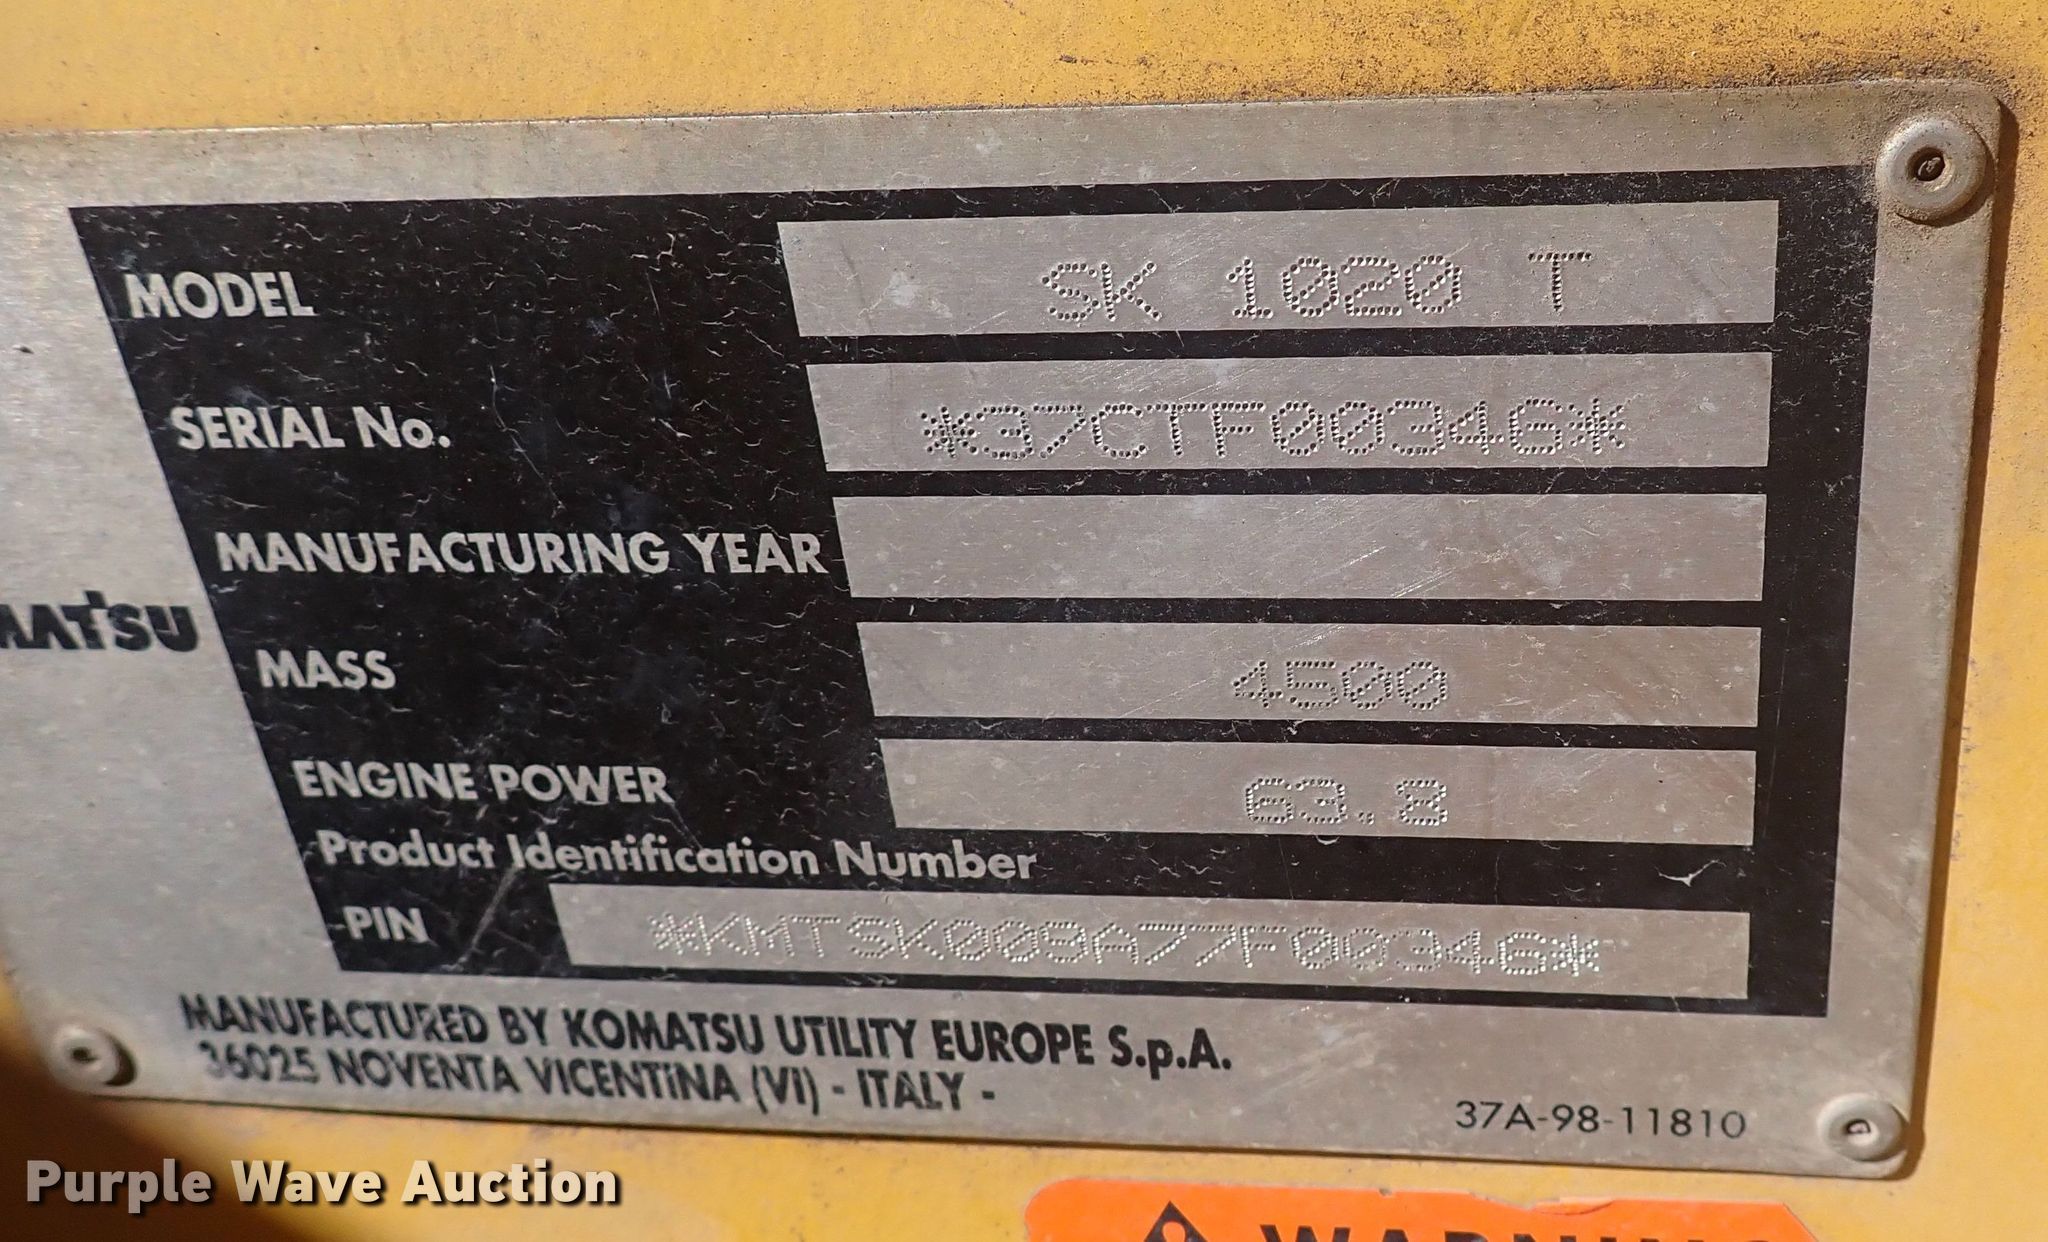 MODEL SK 1020 T
SERIAL No. *37CTF00346*
MANUFACTURING YEAR
MATSU
MASS 4500
ENGINE POWER 63.8
Product Identification Number
PIN *KMTSK009A77F00346*
MANUFACTURED BY KOMATSU UTILITY EUROPE S.p.A.
36025 NOVENTA VICENTINA (VI) - ITALY -
37A-98-11810
Purple Wave Auction
WARNING